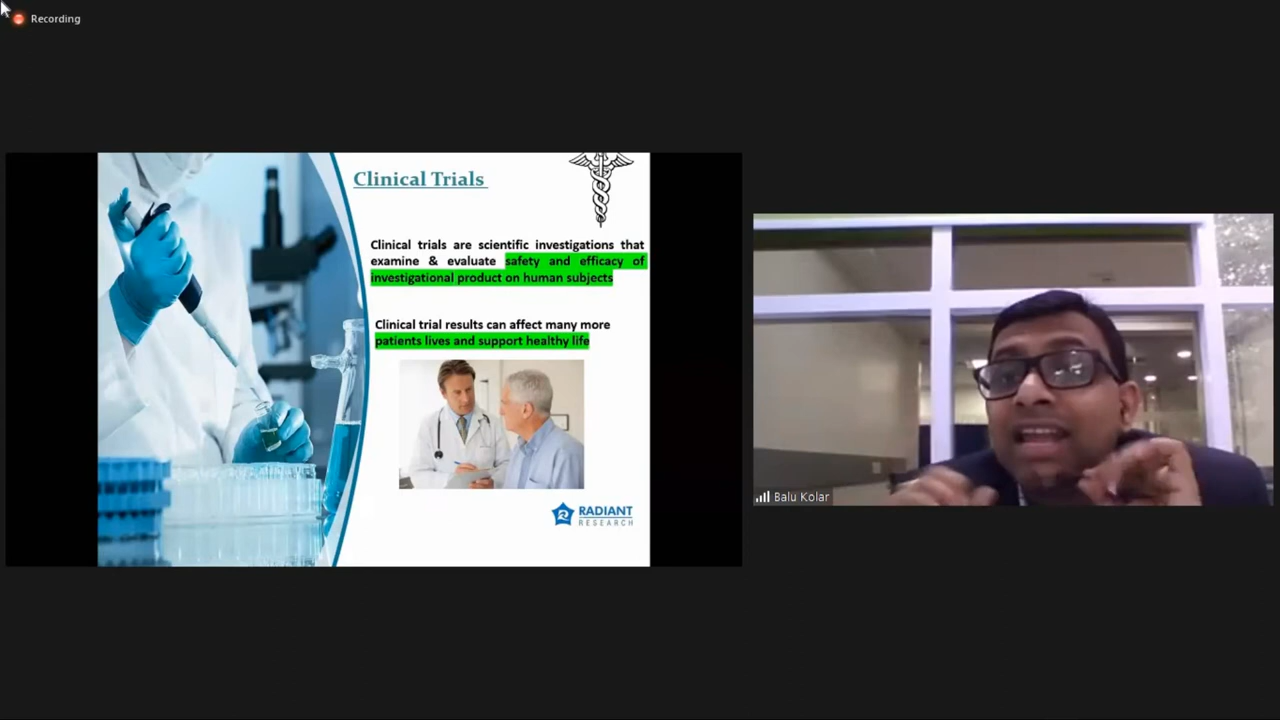 Recording
Clinical Trials
Clinical trials are scientific investigations that
examine & evaluate safety and efficacy of
investigational product on human subjects
Clinical trial results can affect many more
patients lives and support healthy life
RADIANT
RESEARCH
Balu Kolar